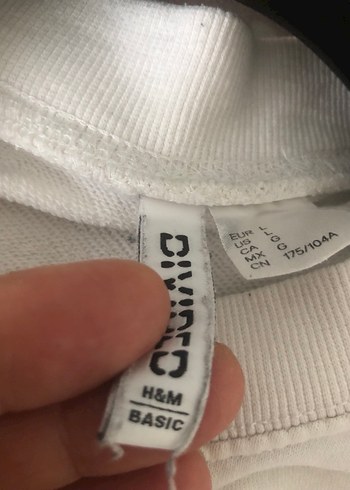 DIVIDED
H&M
BASIC
EUR L
US L
CA G
MX G
CN 175/104A